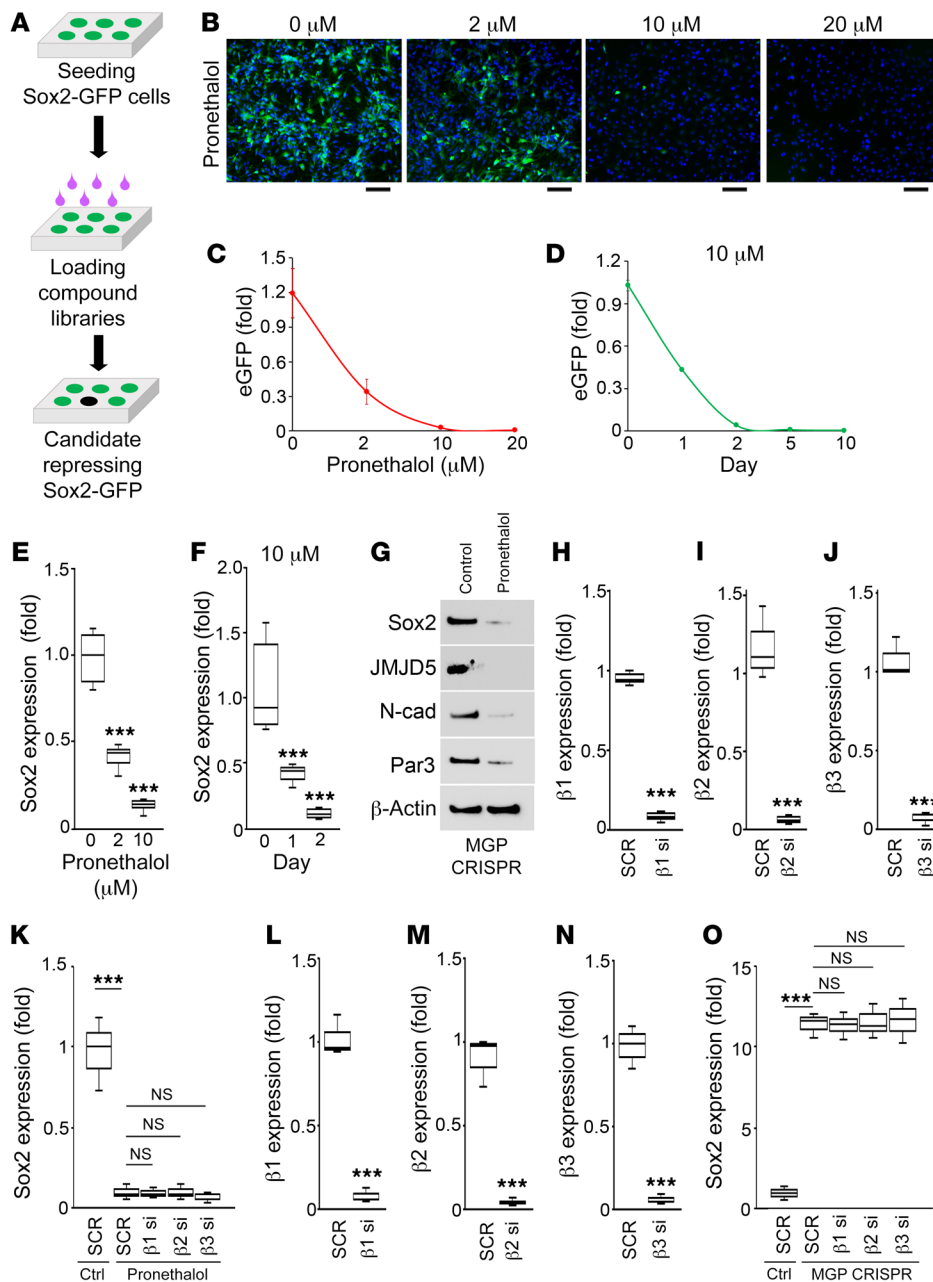 A
Seeding
Sox2-GFP cells
Loading
compound
libraries
Candidate
repressing
Sox2-GFP
B
0 μM
2 μM
10 μM
20 μM
Pronethalol
C
1.5
1.2
0.9
0.6
0.3
0
eGFP (fold)
0
2
10
20
Pronethalol (μM)
D
10 μM
1.2
0.9
0.6
0.3
0
eGFP (fold)
0
1
2
5
10
Day
E
1.5
1
0.5
0
Sox2 expression (fold)
***
***
0
2
10
Pronethalol
(μM)
F
10 μM
2.0
1.5
1.0
0.5
0
Sox2 expression (fold)
***
***
0
1
2
Day
G
Control
Pronethalol
Sox2
JMJD5
N-cad
Par3
β-Actin
MGP
CRISPR
H
1.5
1
0.5
0
β1 expression (fold)
***
SCR
β1 si
I
1.5
1
0.5
0
β2 expression (fold)
***
SCR
β2 si
J
1.5
1
0.5
0
β3 expression (fold)
***
SCR
β3 si
K
1.5
1
0.5
0
Sox2 expression (fold)
***
NS
NS
NS
SCR
SCR
β1 si
β2 si
β3 si
Ctrl
Pronethalol
L
1.5
1
0.5
0
β1 expression (fold)
***
SCR
β1 si
M
1.5
1
0.5
0
β2 expression (fold)
***
SCR
β2 si
N
1.5
1
0.5
0
β3 expression (fold)
***
SCR
β3 si
O
15
12
10
5
0
Sox2 expression (fold)
***
NS
NS
NS
SCR
SCR
β1 si
β2 si
β3 si
Ctrl
MGP CRISPR